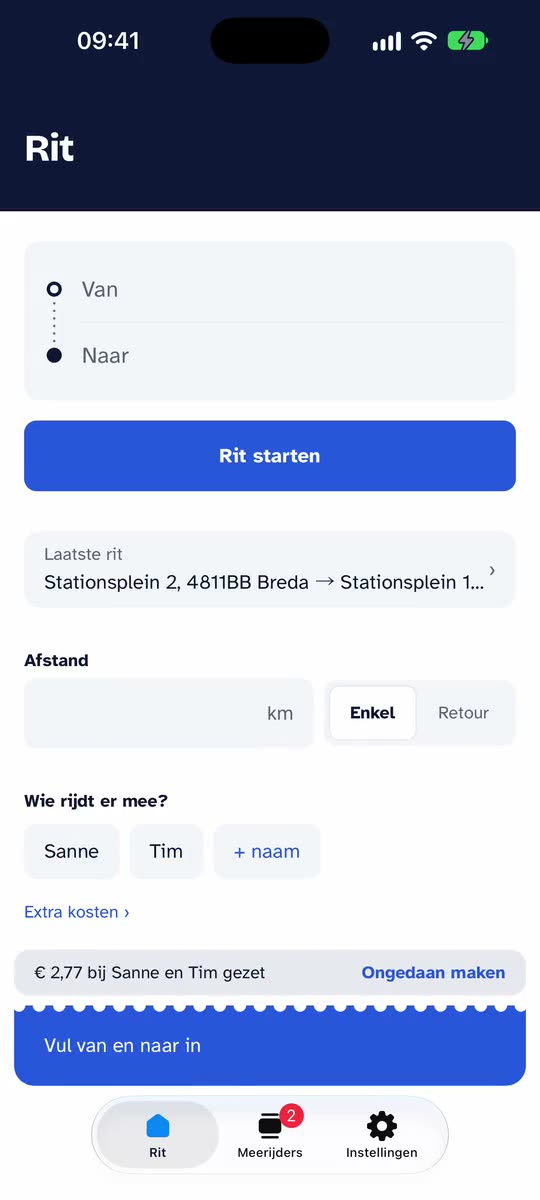 09:41
Rit
Van
Naar
Rit starten
Laatste rit
Stationsplein 2, 4811BB Breda → Stationsplein 1... ›
Afstand
km
Enkel
Retour
Wie rijdt er mee?
Sanne
Tim
+ naam
Extra kosten ›
€ 2,77 bij Sanne en Tim gezet
Ongedaan maken
Vul van en naar in
2
Rit
Meerijders
Instellingen